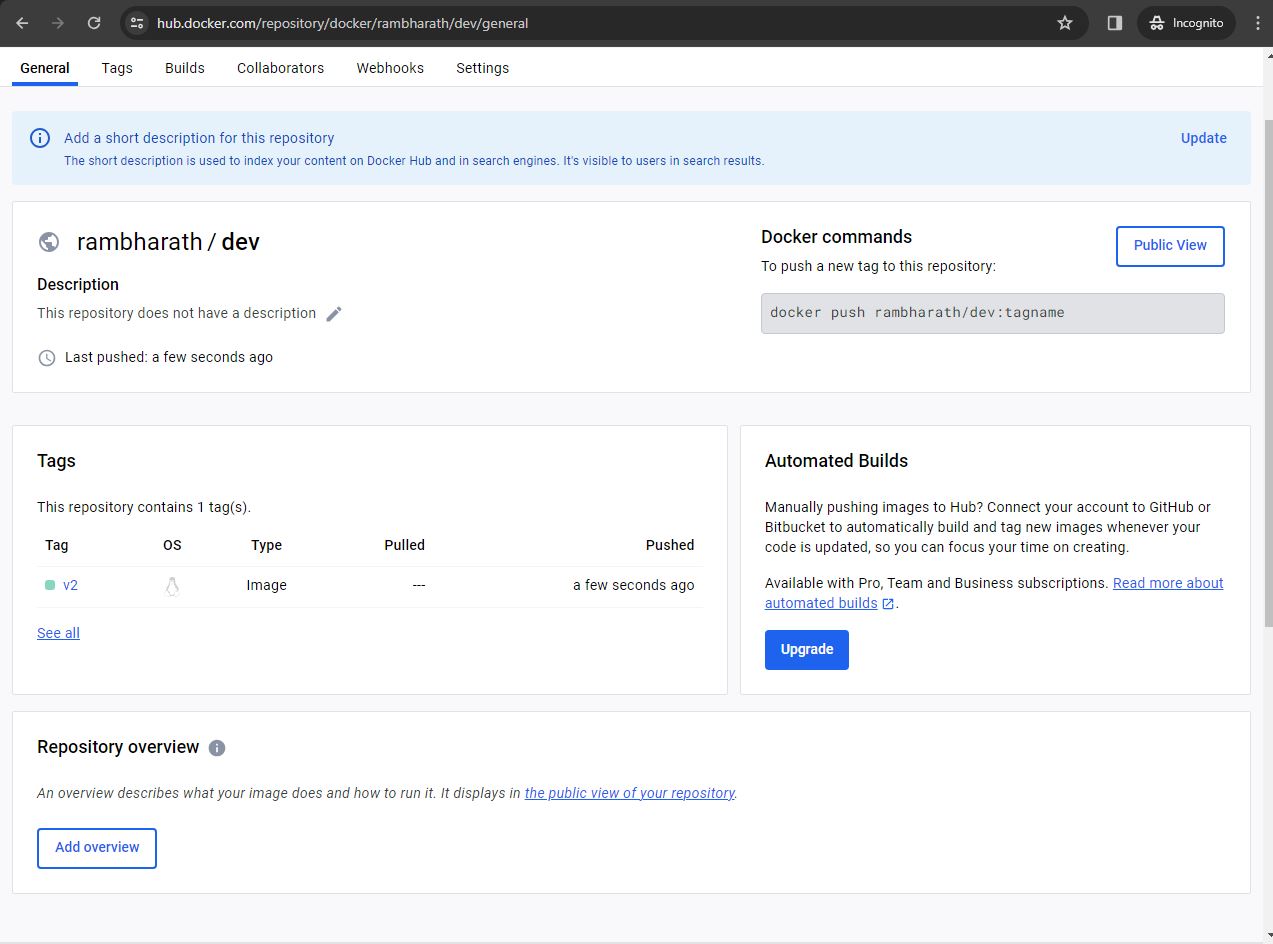 hub.docker.com/repository/docker/rambharath/dev/general
Incognito
General Tags Builds Collaborators Webhooks Settings
Add a short description for this repository
Update
The short description is used to index your content on Docker Hub and in search engines. It's visible to users in search results.
rambharath / dev
Description
This repository does not have a description
Last pushed: a few seconds ago
Docker commands
Public View
To push a new tag to this repository:
docker push rambharath/dev:tagname
Tags
This repository contains 1 tag(s).
Tag OS Type Pulled Pushed
v2 Image --- a few seconds ago
See all
Automated Builds
Manually pushing images to Hub? Connect your account to GitHub or
Bitbucket to automatically build and tag new images whenever your
code is updated, so you can focus your time on creating.
Available with Pro, Team and Business subscriptions. Read more about
automated builds .
Upgrade
Repository overview
An overview describes what your image does and how to run it. It displays in the public view of your repository.
Add overview